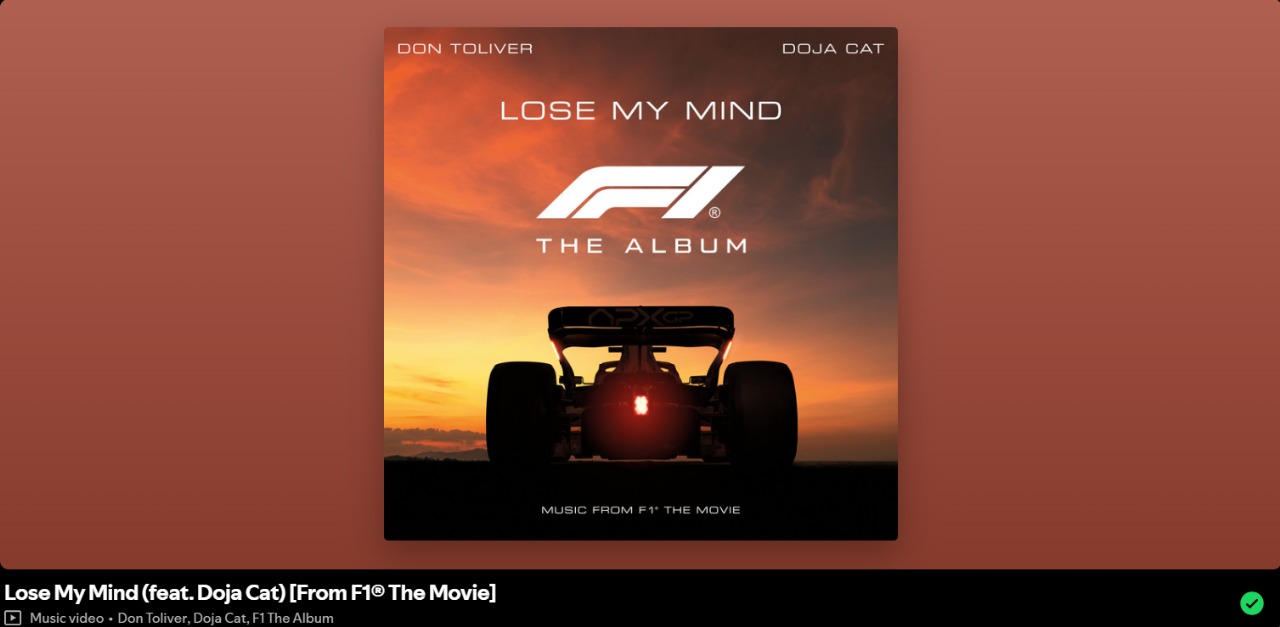 DON TOLIVER DOJA CAT
LOSE MY MIND
F1®
THE ALBUM
APXGP
MUSIC FROM F1® THE MOVIE
Lose My Mind (feat. Doja Cat) [From F1® The Movie]
Music video • Don Toliver, Doja Cat, F1 The Album